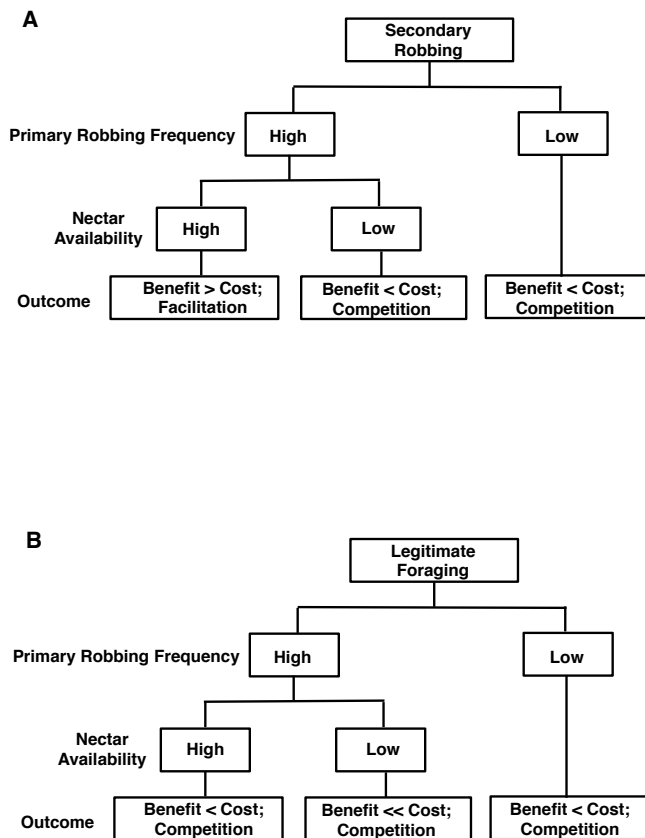 A
Secondary
Robbing
Primary Robbing Frequency
High
Low
Nectar
Availability
High
Low
Outcome
Benefit > Cost;
Facilitation
Benefit < Cost;
Competition
Benefit < Cost;
Competition
B
Legitimate
Foraging
Primary Robbing Frequency
High
Low
Nectar
Availability
High
Low
Outcome
Benefit < Cost;
Competition
Benefit << Cost;
Competition
Benefit < Cost;
Competition